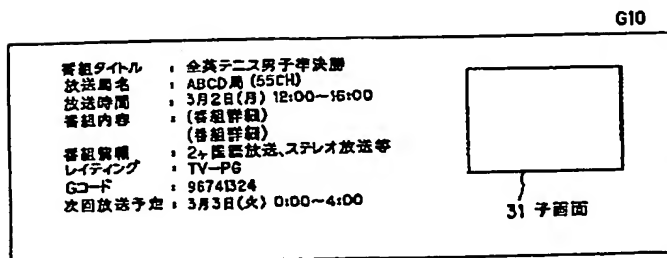 G10
番組タイトル : 全英テニス男子準決勝
放送局名 : ABCD局 (55CH)
放送時間 : 3月2日(月) 12:00～16:00
番組内容 : (番組詳細)
(番組詳細)
番組情報 : 2ヶ国語放送、ステレオ放送等
レイティング : TV-PG
Gコード : 96741324
次回放送予定 : 3月3日(火) 0:00～4:00
31 子画面